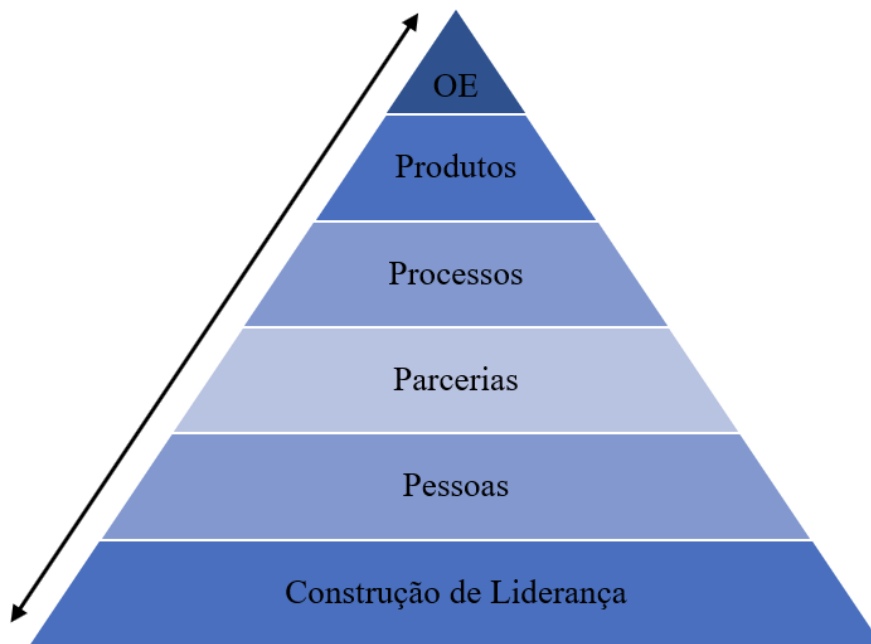 OE
Produtos
Processos
Parcerias
Pessoas
Construção de Liderança